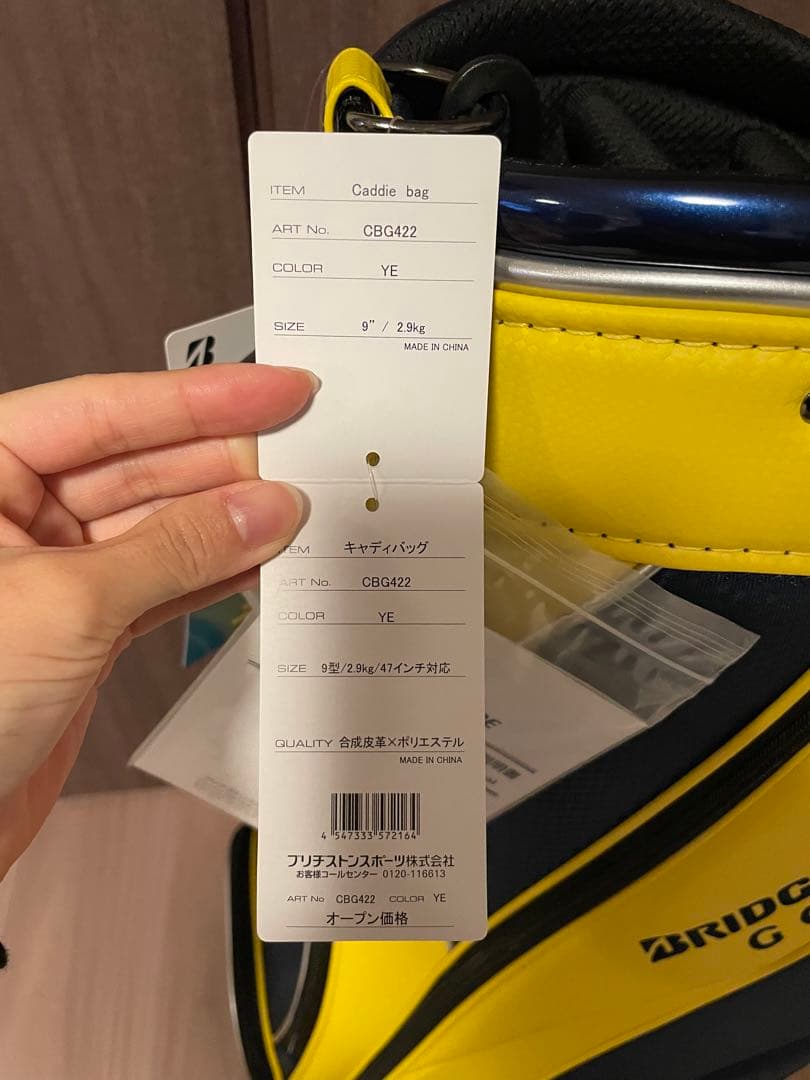 ITEM Caddie bag
ART No. CBG422
COLOR YE
SIZE 9" / 2.9kg
MADE IN CHINA
キャディバッグ
ART No. CBG422
COLOR YE
SIZE 9型/2.9kg/47インチ対応
QUALITY 合成皮革×ポリエステル
MADE IN CHINA
4 547333 572164
ブリヂストンスポーツ株式会社
お客様コールセンター 0120-116613
ART No CBG422 COLOR YE
オープン価格
BRIDG
G